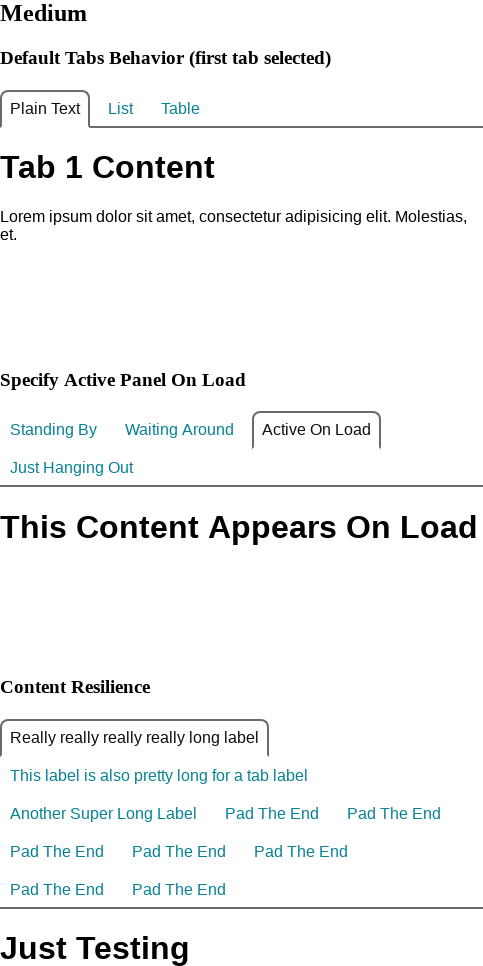 Medium
Default Tabs Behavior (first tab selected)
Plain Text List Table
Tab 1 Content
Lorem ipsum dolor sit amet, consectetur adipisicing elit. Molestias,
et.
Specify Active Panel On Load
Standing By Waiting Around Active On Load
Just Hanging Out
This Content Appears On Load
Content Resilience
Really really really really long label
This label is also pretty long for a tab label
Another Super Long Label Pad The End Pad The End
Pad The End Pad The End Pad The End
Pad The End Pad The End
Just Testing